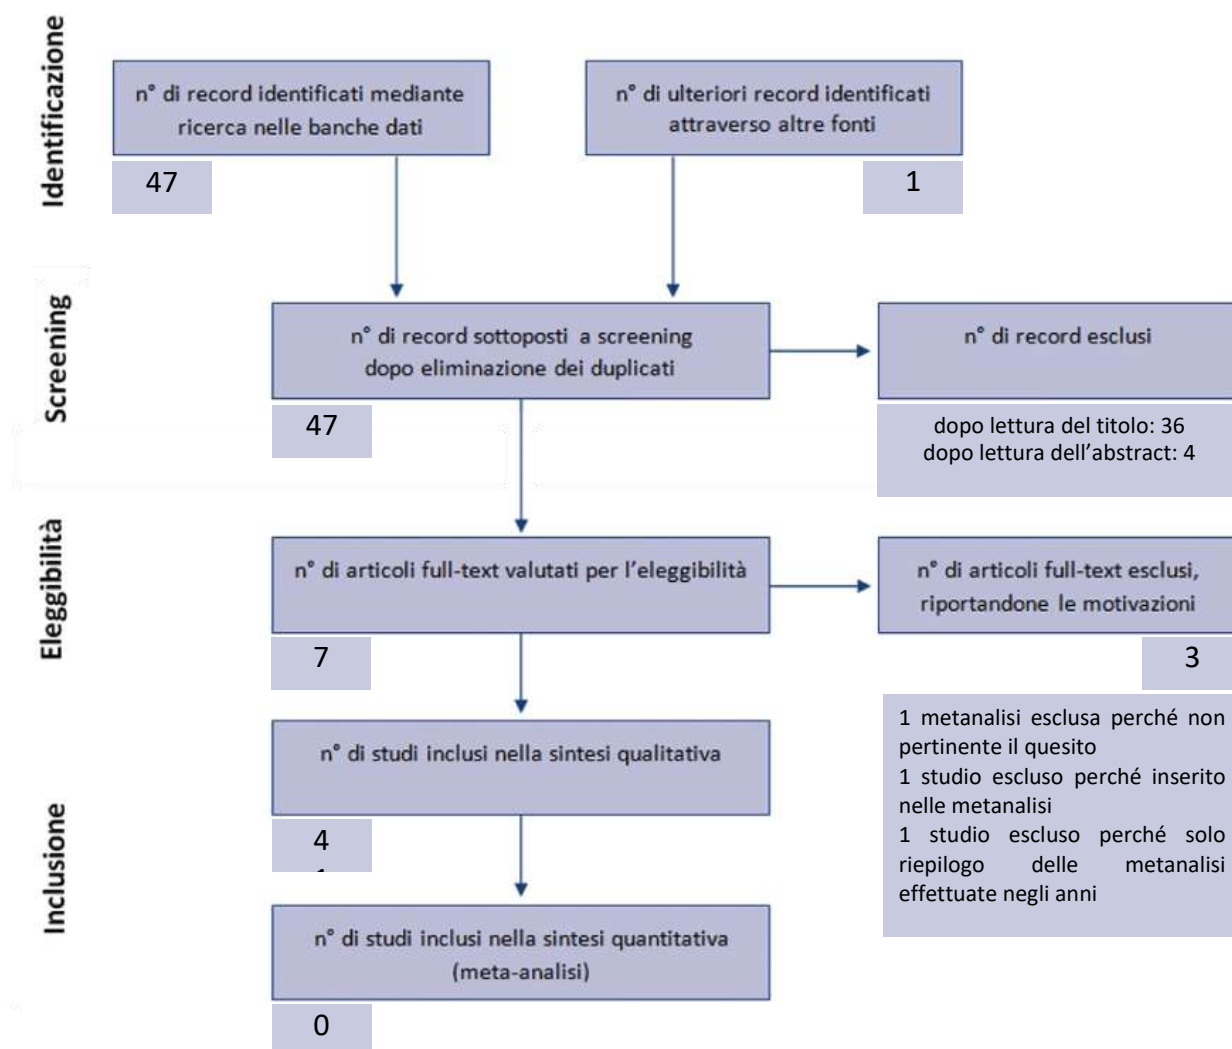 Identificazione
n° di record identificati mediante
ricerca nelle banche dati
47
n° di ulteriori record identificati
attraverso altre fonti
1
Screening
n° di record sottoposti a screening
dopo eliminazione dei duplicati
47
n° di record esclusi
dopo lettura del titolo: 36
dopo lettura dell’abstract: 4
Eleggibilità
n° di articoli full-text valutati per l’eleggibilità
7
n° di articoli full-text esclusi,
riportandone le motivazioni
3
1 metanalisi esclusa perché non
pertinente il quesito
1 studio escluso perché inserito
nelle metanalisi
1 studio escluso perché solo
riepilogo delle metanalisi
effettuate negli anni
Inclusione
n° di studi inclusi nella sintesi qualitativa
4
n° di studi inclusi nella sintesi quantitativa
(meta-analisi)
0